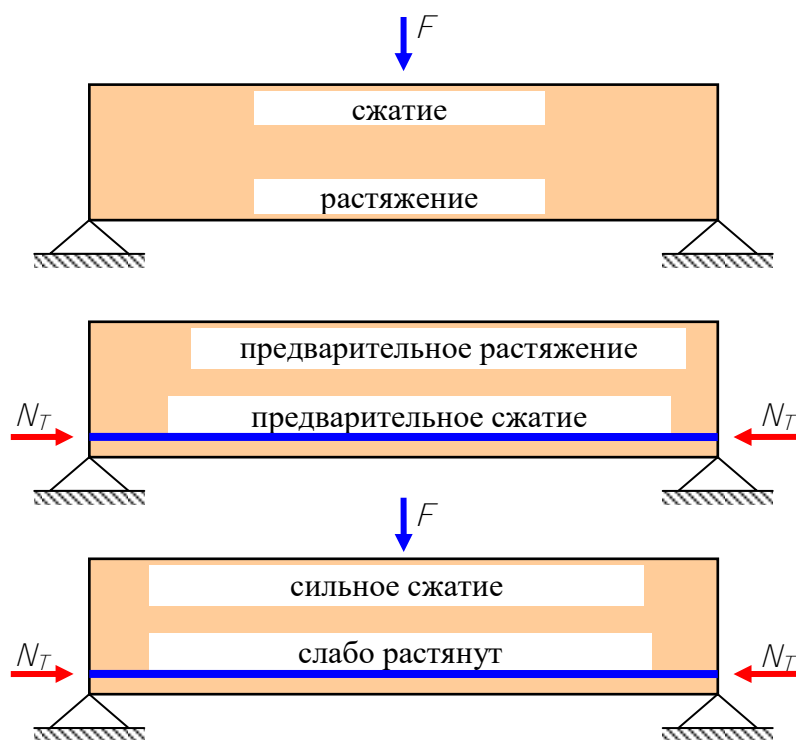 F
сжатие
растяжение
предварительное растяжение
N_T предварительное сжатие N_T
F
сильное сжатие
N_T слабо растянут N_T